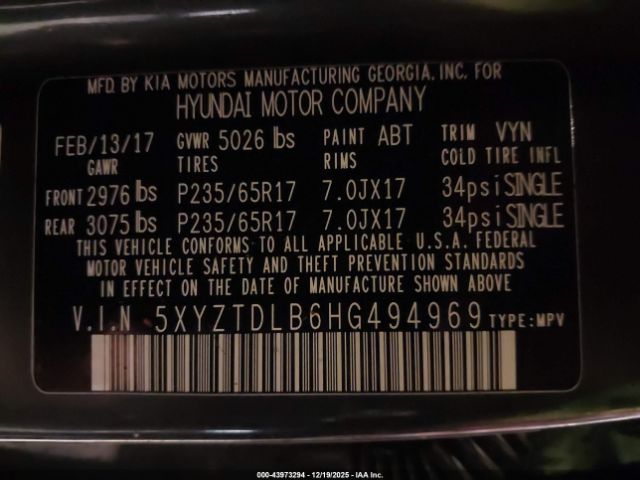 MFD. BY KIA MOTORS MANUFACTURING GEORGIA, INC. FOR
HYUNDAI MOTOR COMPANY
FEB/13/17 GVWR 5026 lbs PAINT ABT TRIM VYN
GAWR TIRES RIMS COLD TIRE INFL
FRONT 2976 lbs P235/65R17 7.0JX17 34psi SINGLE
REAR 3075 lbs P235/65R17 7.0JX17 34psi SINGLE
THIS VEHICLE CONFORMS TO ALL APPLICABLE U.S.A. FEDERAL
MOTOR VEHICLE SAFETY AND THEFT PREVENTION STANDARDS
IN EFFECT ON THE DATE OF MANUFACTURE SHOWN ABOVE
V.I.N 5XYZTDLB6HG494969 TYPE:MPV
000-43973294 - 12/19/2025 - IAA Inc.